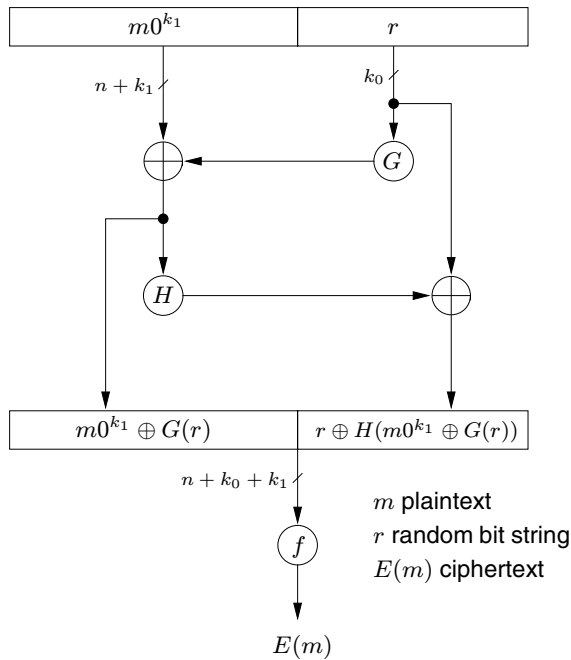 m0^{k_1} r
n + k_1 k_0
G
H
m0^{k_1} ⊕ G(r) r ⊕ H(m0^{k_1} ⊕ G(r))
n + k_0 + k_1
m plaintext
r random bit string
f
E(m) ciphertext
E(m)